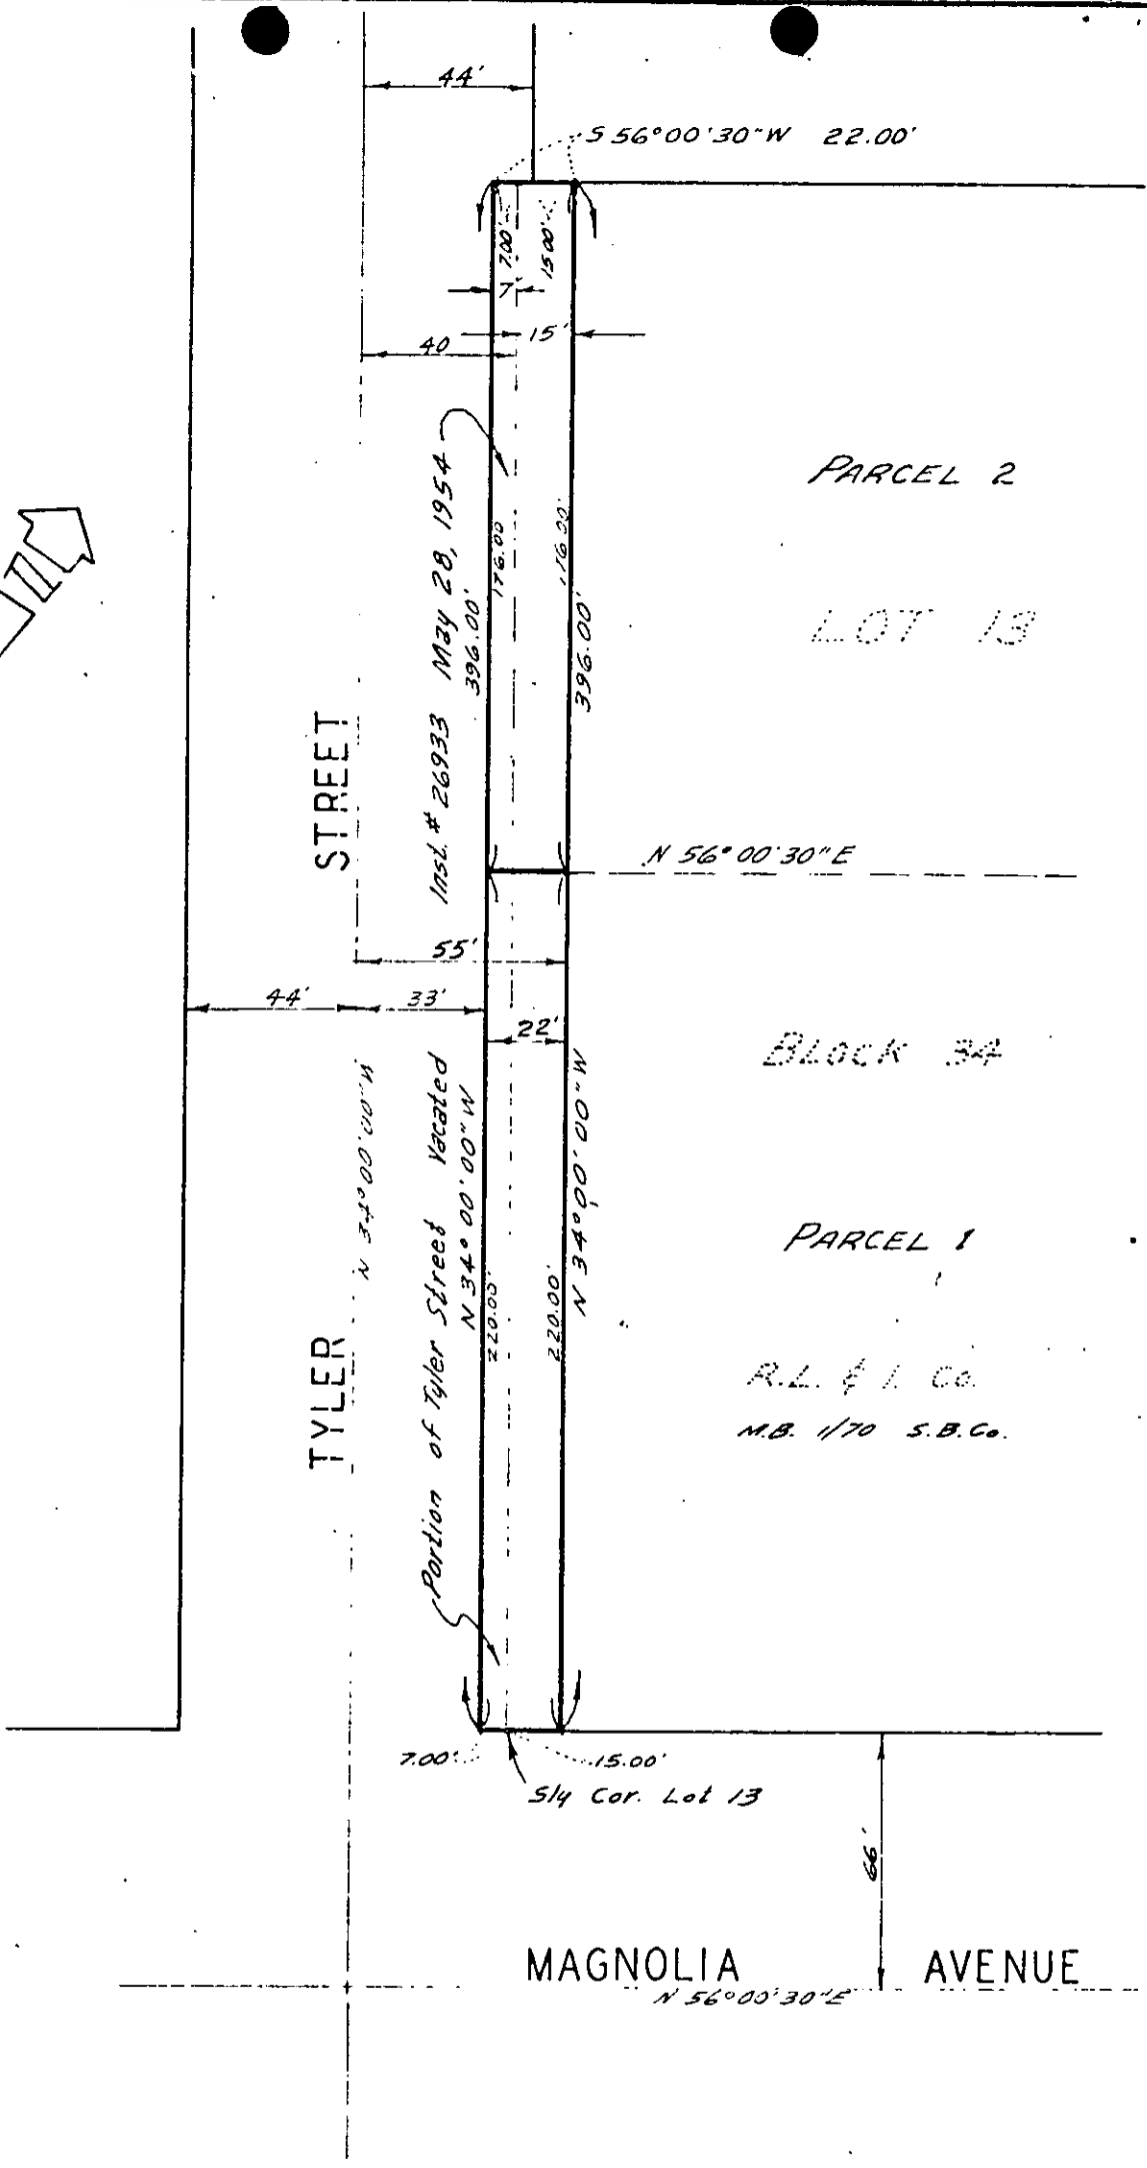 44'
S 56°00'30"W 22.00'
7.00'
15.00'
7'
15'
40
PARCEL 2
LOT 13
Inst. # 26933 May 28, 1954
396.00'
176.00
176.00'
396.00'
STREET
N 56°00'30"E
55'
44'
33'
22'
BLOCK 34
N 34°00'00"W
Portion of Tyler Street Vacated
N 34°00'00"W
220.00'
220.00'
N 34°00'00"W
PARCEL 1
TYLER
R.L. & I. Co.
M.B. 1/70 S.B.Co.
7.00'
15.00'
Sly Cor. Lot 13
66'
MAGNOLIA AVENUE
N 56°00'30"E